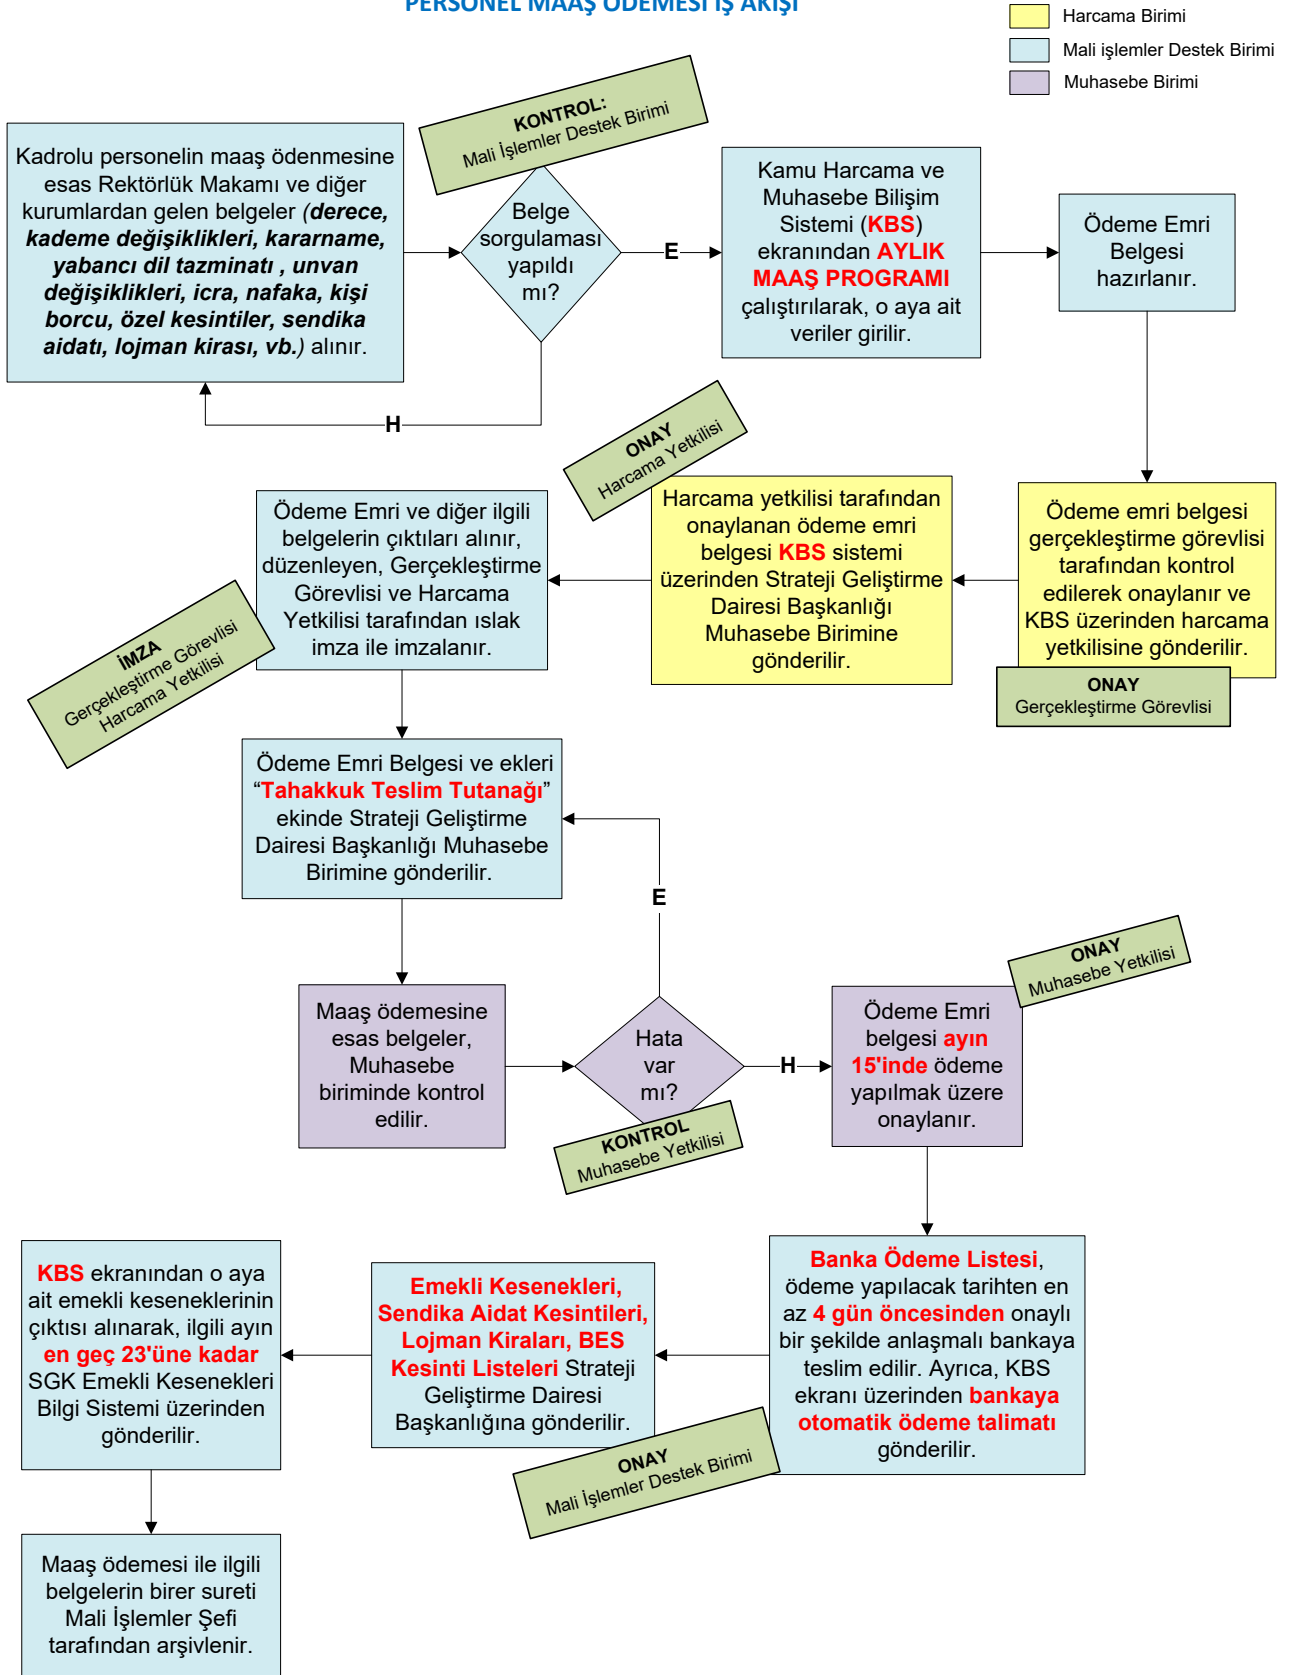 PERSONEL MAAŞ ÖDEMESİ İŞ AKIŞI
Harcama Birimi
Mali işlemler Destek Birimi
Muhasebe Birimi
KONTROL:
Mali İşlemler Destek Birimi
Kadrolu personelin maaş ödenmesine
esas Rektörlük Makamı ve diğer
kurumlardan gelen belgeler (derece,
kademe değişiklikleri, kararname,
yabancı dil tazminatı , unvan
değişiklikleri, icra, nafaka, kişi
borcu, özel kesintiler, sendika
aidatı, lojman kirası, vb.) alınır.
Belge
sorgulaması
yapıldı
mı?
E
H
Kamu Harcama ve
Muhasebe Bilişim
Sistemi (KBS)
ekranından AYLIK
MAAŞ PROGRAMI
çalıştırılarak, o aya ait
veriler girilir.
Ödeme Emri
Belgesi
hazırlanır.
Ödeme emri belgesi
gerçekleştirme görevlisi
tarafından kontrol
edilerek onaylanır ve
KBS üzerinden harcama
yetkilisine gönderilir.
ONAY
Gerçekleştirme Görevlisi
ONAY
Harcama Yetkilisi
Harcama yetkilisi tarafından
onaylanan ödeme emri
belgesi KBS sistemi
üzerinden Strateji Geliştirme
Dairesi Başkanlığı
Muhasebe Birimine
gönderilir.
Ödeme Emri ve diğer ilgili
belgelerin çıktıları alınır,
düzenleyen, Gerçekleştirme
Görevlisi ve Harcama
Yetkilisi tarafından ıslak
imza ile imzalanır.
İMZA
Gerçekleştirme Görevlisi
Harcama Yetkilisi
Ödeme Emri Belgesi ve ekleri
“Tahakkuk Teslim Tutanağı”
ekinde Strateji Geliştirme
Dairesi Başkanlığı Muhasebe
Birimine gönderilir.
E
Maaş ödemesine
esas belgeler,
Muhasebe
biriminde kontrol
edilir.
Hata
var
mı?
KONTROL
Muhasebe Yetkilisi
H
ONAY
Muhasebe Yetkilisi
Ödeme Emri
belgesi ayın
15'inde ödeme
yapılmak üzere
onaylanır.
Banka Ödeme Listesi,
ödeme yapılacak tarihten en
az 4 gün öncesinden onaylı
bir şekilde anlaşmalı bankaya
teslim edilir. Ayrıca, KBS
ekranı üzerinden bankaya
otomatik ödeme talimatı
gönderilir.
Emekli Kesenekleri,
Sendika Aidat Kesintileri,
Lojman Kiraları, BES
Kesinti Listeleri Strateji
Geliştirme Dairesi
Başkanlığına gönderilir.
ONAY
Mali İşlemler Destek Birimi
KBS ekranından o aya
ait emekli keseneklerinin
çıktısı alınarak, ilgili ayın
en geç 23'üne kadar
SGK Emekli Kesenekleri
Bilgi Sistemi üzerinden
gönderilir.
Maaş ödemesi ile ilgili
belgelerin birer sureti
Mali İşlemler Şefi
tarafından arşivlenir.